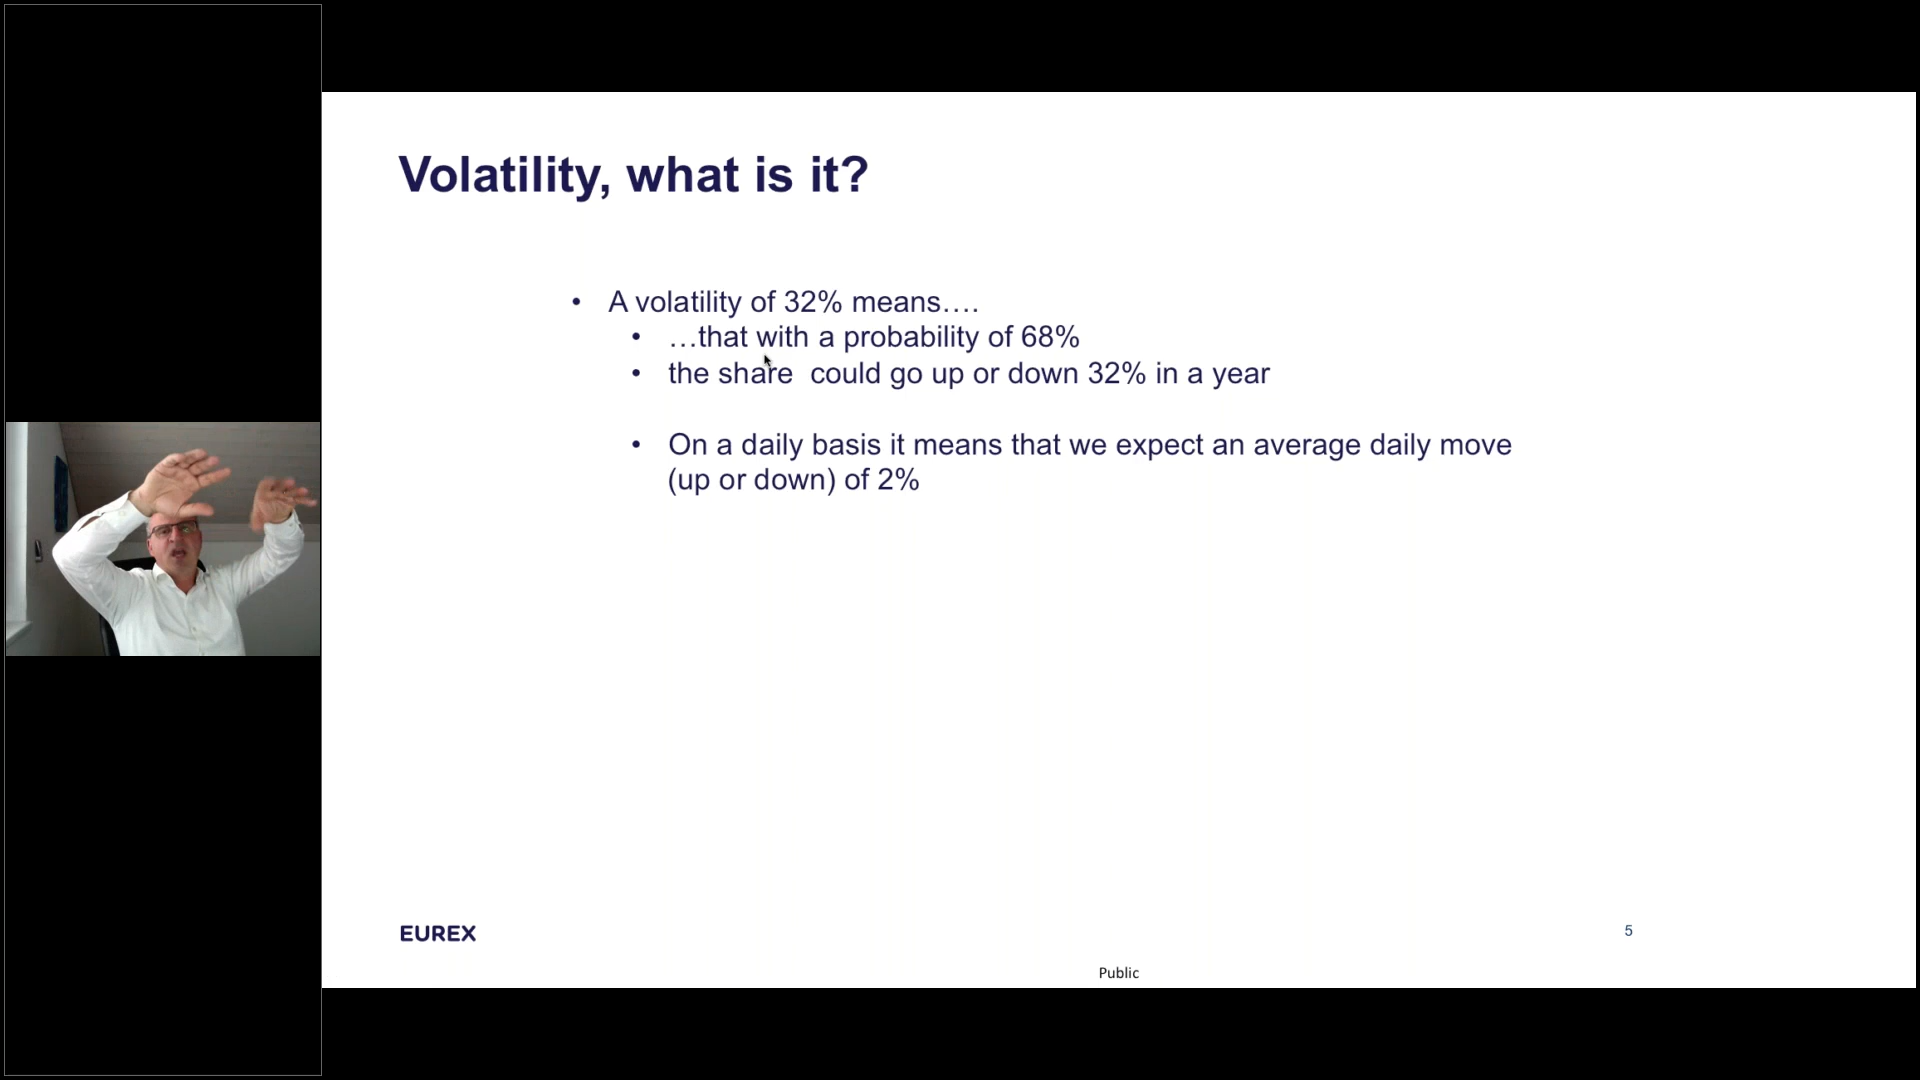 Volatility, what is it?
• A volatility of 32% means….
• …that with a probability of 68%
• the share  could go up or down 32% in a year
• On a daily basis it means that we expect an average daily move
(up or down) of 2%
EUREX
5
Public